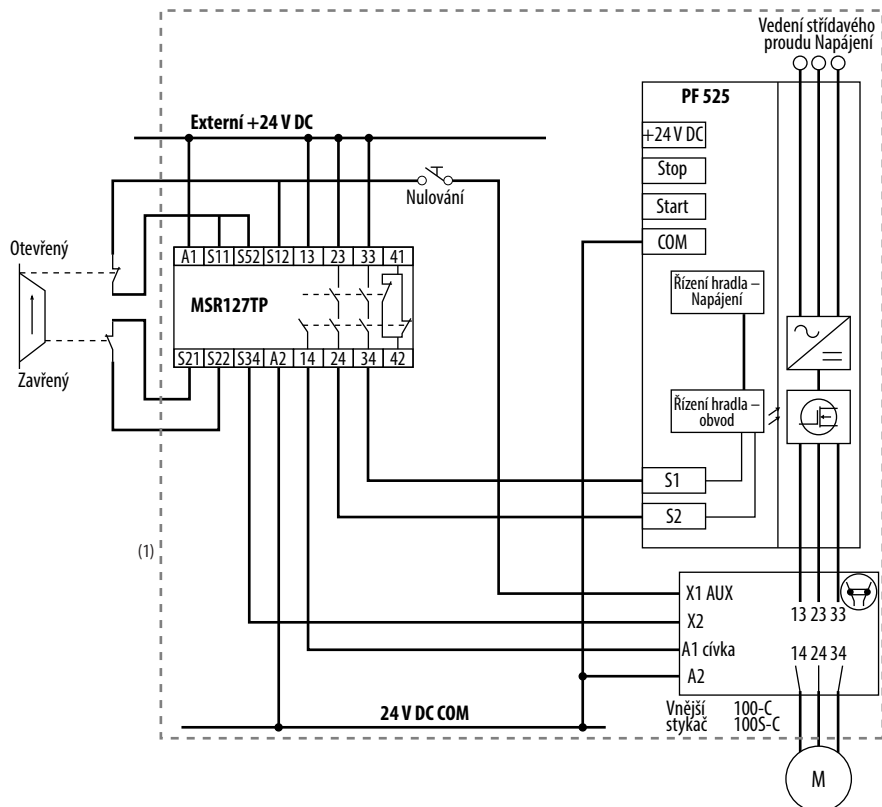 Vedení střídavého
proudu Napájení
PF 525
Externí +24 V DC
+24 V DC
Stop
Nulování
Start
COM
Otevřený
A1 S11 S52 S12 13 23 33 41
MSR127TP
Řízení hradla –
Napájení
S21 S22 S34 A2 14 24 34 42
Zavřený
Řízení hradla –
obvod
S1
S2
(1)
X1 AUX
13 23 33
X2
A1 cívka
14 24 34
A2
24 V DC COM
Vnější 100-C
stykač 100S-C
M